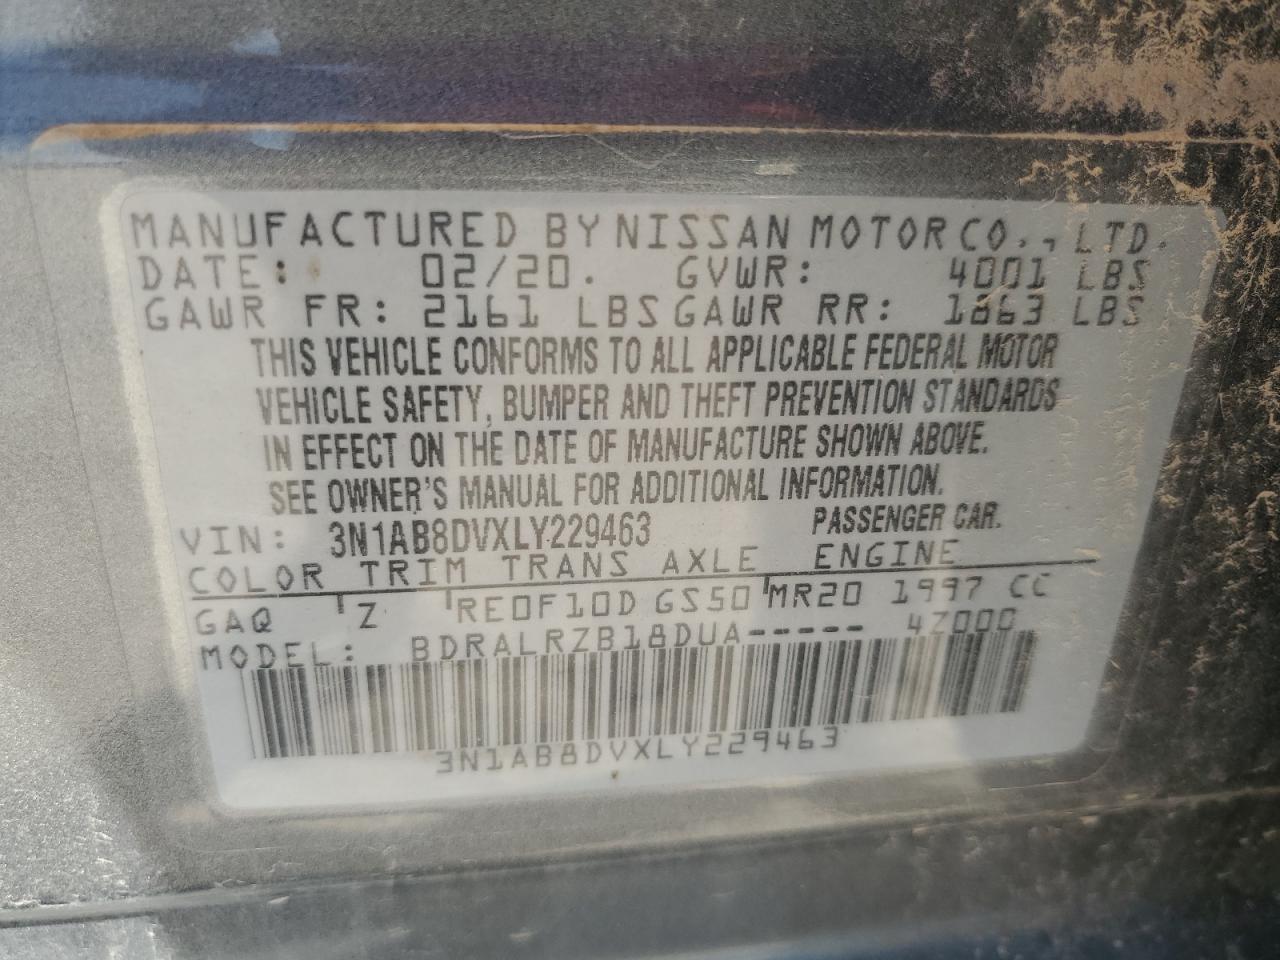 MANUFACTURED BY NISSAN MOTOR CO., LTD.
DATE: 02/20. GVWR: 4001 LBS
GAWR FR: 2161 LBS GAWR RR: 1863 LBS
THIS VEHICLE CONFORMS TO ALL APPLICABLE FEDERAL MOTOR
VEHICLE SAFETY, BUMPER AND THEFT PREVENTION STANDARDS
IN EFFECT ON THE DATE OF MANUFACTURE SHOWN ABOVE.
SEE OWNER'S MANUAL FOR ADDITIONAL INFORMATION.
VIN: 3N1AB8DVXLY229463 PASSENGER CAR.
COLOR TRIM TRANS AXLE ENGINE
GAQ Z RE0F10D GS50 MR20 1997 CC
MODEL: BDRALRZB18DUA----- 4Z000
3N1AB8DVXLY229463